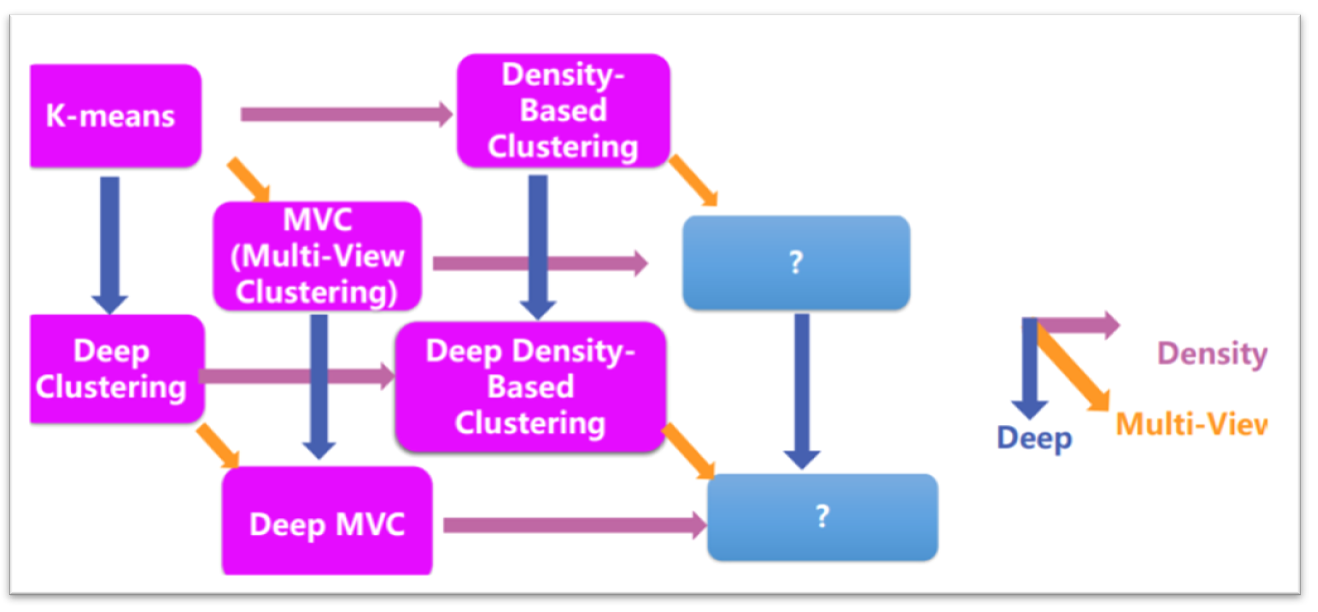 K-means
Density-
Based
Clustering
MVC
(Multi-View
Clustering)
?
Deep
Clustering
Deep Density-
Based
Clustering
Density
Multi-View
Deep
Deep MVC
?